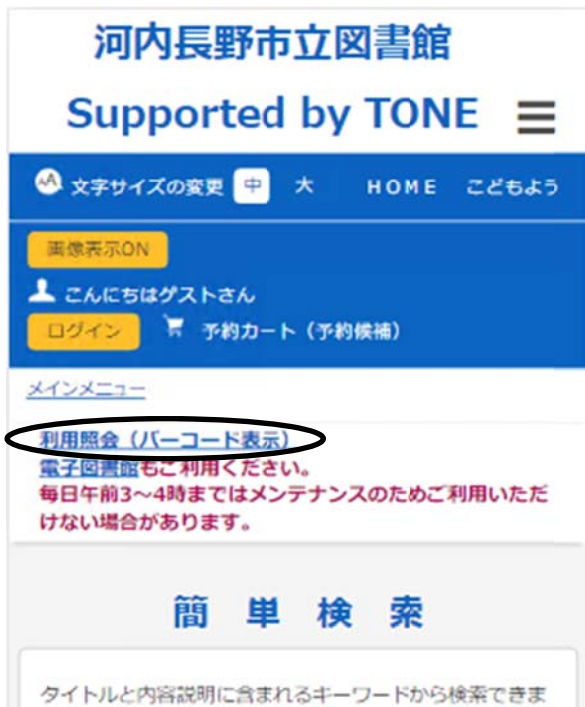 河内長野市立図書館
Supported by TONE
文字サイズの変更 中 大 HOME こどもよう
画像表示ON
こんにちはゲストさん
ログイン 予約カート（予約候補）
メインメニュー
利用照会（バーコード表示）
電子図書館もご利用ください。
毎日午前3～4時まではメンテナンスのためご利用いただ
けない場合があります。
簡単検索
タイトルと内容説明に含まれるキーワードから検索できま